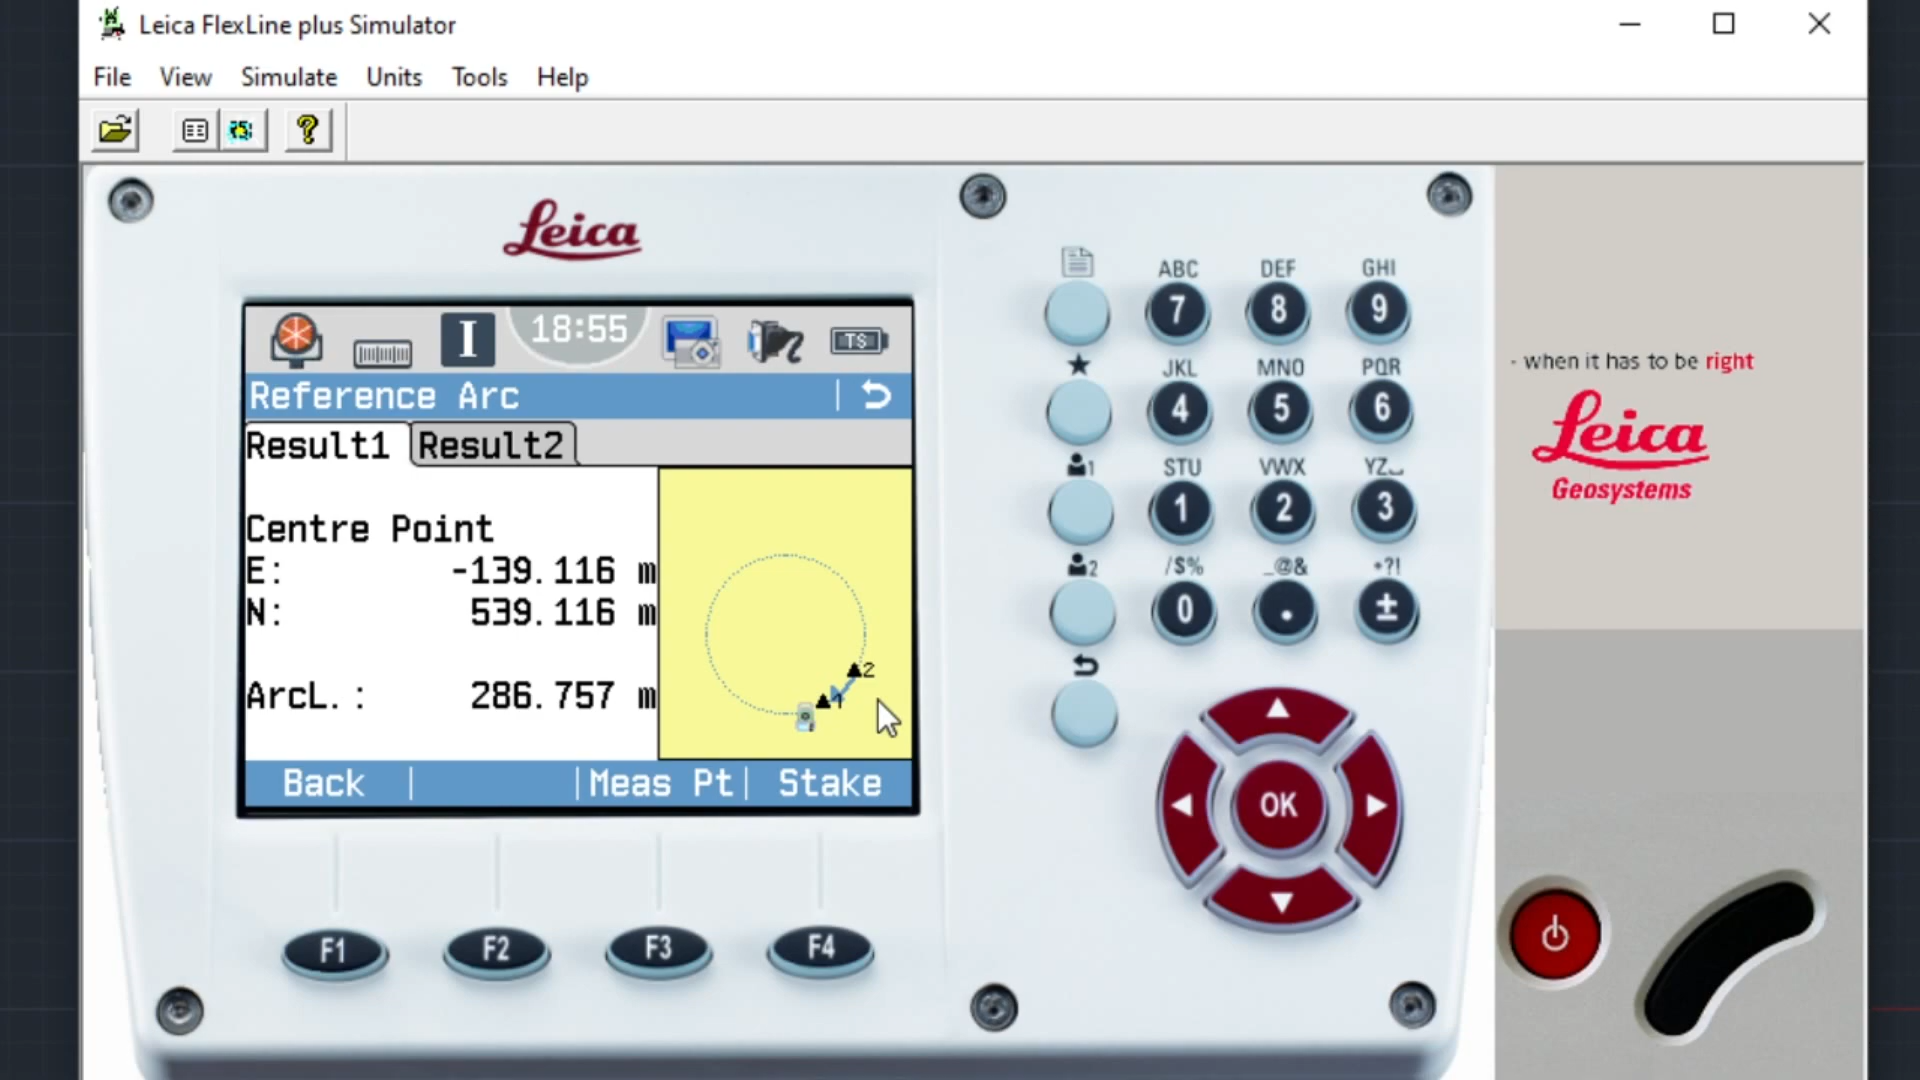 Leica FlexLine plus Simulator
File View Simulate Units Tools Help
Leica
I 18:55 TS
Reference Arc
Result1 Result2
Centre Point
E: -139.116 m
N: 539.116 m
ArcL.: 286.757 m
2
1
Back Meas Pt Stake
F1 F2 F3 F4
ABC DEF GHI
7 8 9
JKL MNO PQR
4 5 6
1 STU VWX YZ
1 2 3
2 /$% _@& *?!
0 . ±
OK
- when it has to be right
Leica
Geosystems